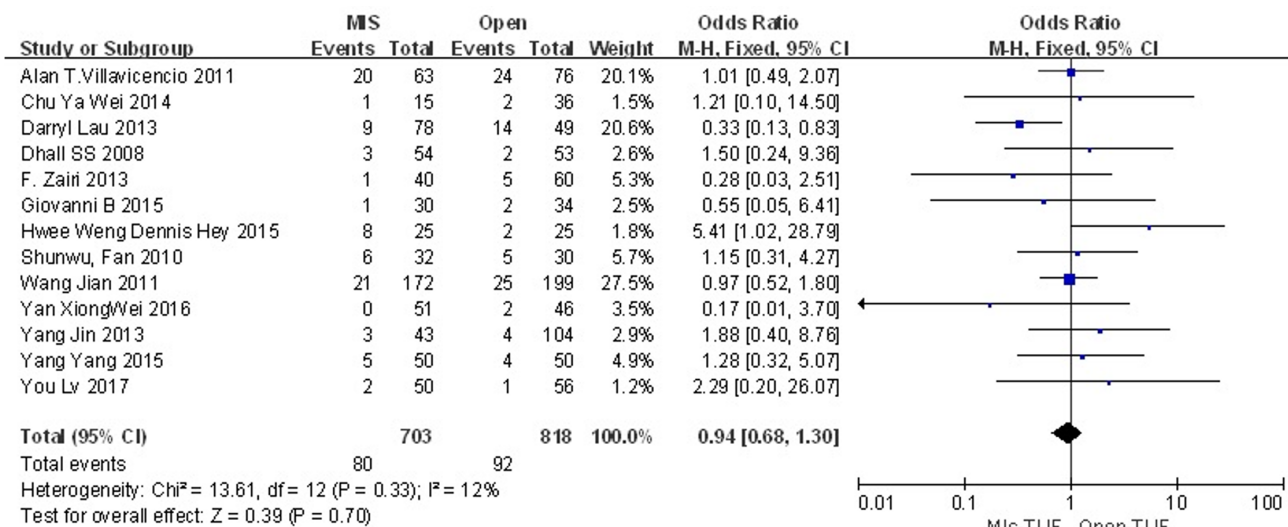 MIS Open Odds Ratio Odds Ratio
Study or Subgroup Events Total Events Total Weight M-H, Fixed, 95% CI M-H, Fixed, 95% CI
Alan T.Villavicencio 2011 20 63 24 76 20.1% 1.01 [0.49, 2.07]
Chu Ya Wei 2014 1 15 2 36 1.5% 1.21 [0.10, 14.50]
Darryl Lau 2013 9 78 14 49 20.6% 0.33 [0.13, 0.83]
Dhall SS 2008 3 54 2 53 2.6% 1.50 [0.24, 9.36]
F. Zairi 2013 1 40 5 60 5.3% 0.28 [0.03, 2.51]
Giovanni B 2015 1 30 2 34 2.5% 0.55 [0.05, 6.41]
Hwee Weng Dennis Hey 2015 8 25 2 25 1.8% 5.41 [1.02, 28.79]
Shunwu, Fan 2010 6 32 5 30 4.3% 1.15 [0.31, 4.27]
Wang Jian 2011 21 172 25 199 27.5% 0.97 [0.52, 1.80]
Yan XiongWei 2016 0 51 2 46 3.5% 0.17 [0.01, 3.70]
Yang Jin 2013 3 43 4 104 2.9% 1.88 [0.40, 8.76]
Yang Yang 2015 5 50 4 50 4.9% 1.28 [0.32, 5.07]
You Lv 2017 2 50 1 56 1.2% 2.29 [0.20, 26.07]
Total (95% CI) 703 818 100.0% 0.94 [0.68, 1.30]
Total events 80 92
Heterogeneity: Chi² = 13.61, df = 12 (P = 0.33); I² = 12%
Test for overall effect: Z = 0.39 (P = 0.70)
0.01 0.1 1 10 100